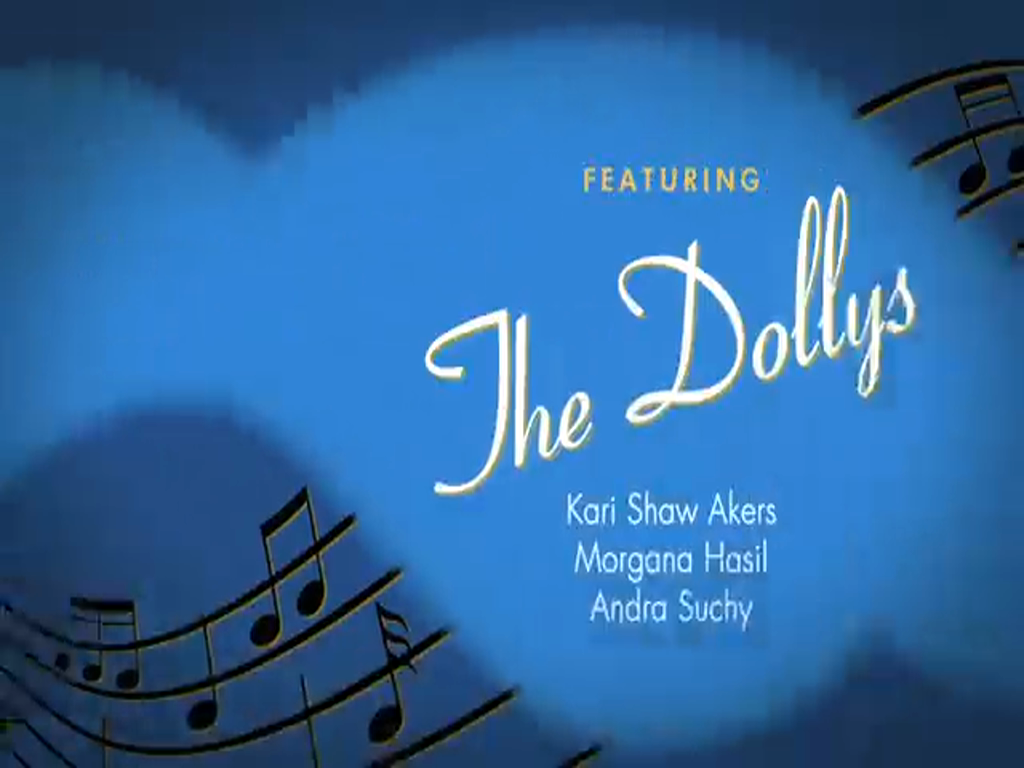 FEATURING
The Dollys
Kari Shaw Akers
Morgana Hasil
Andra Suchy